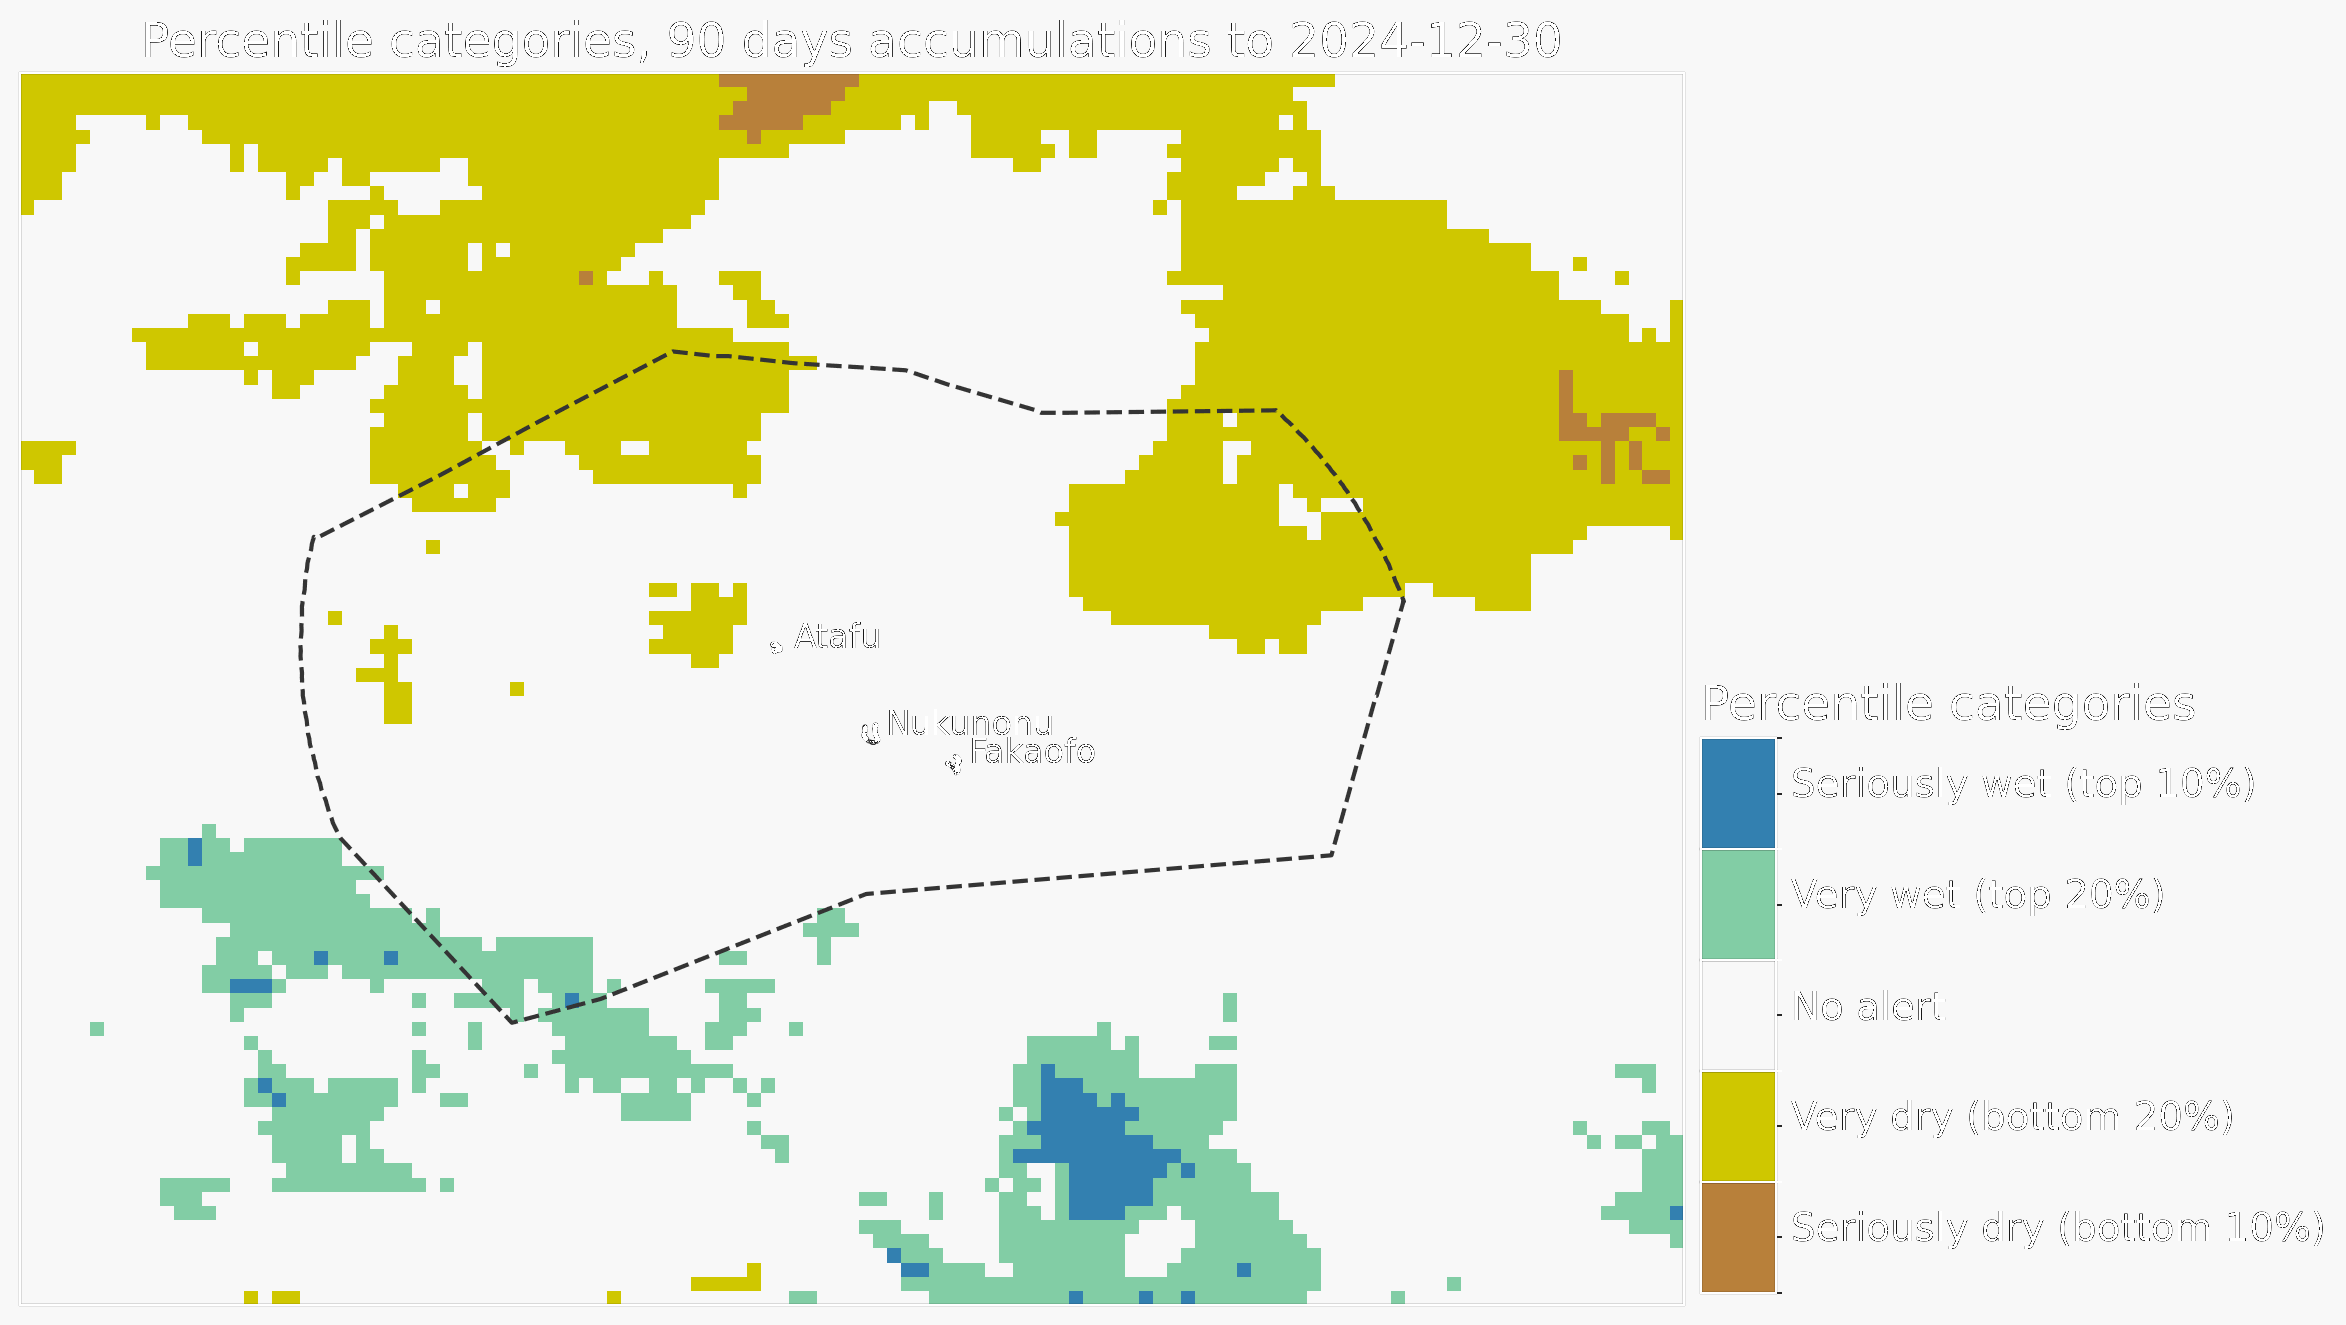 Percentile categories, 90 days accumulations to 2024-12-30
Atafu
Nukunonu
Fakaofo
Percentile categories
Seriously wet (top 10%)
Very wet (top 20%)
No alert
Very dry (bottom 20%)
Seriously dry (bottom 10%)